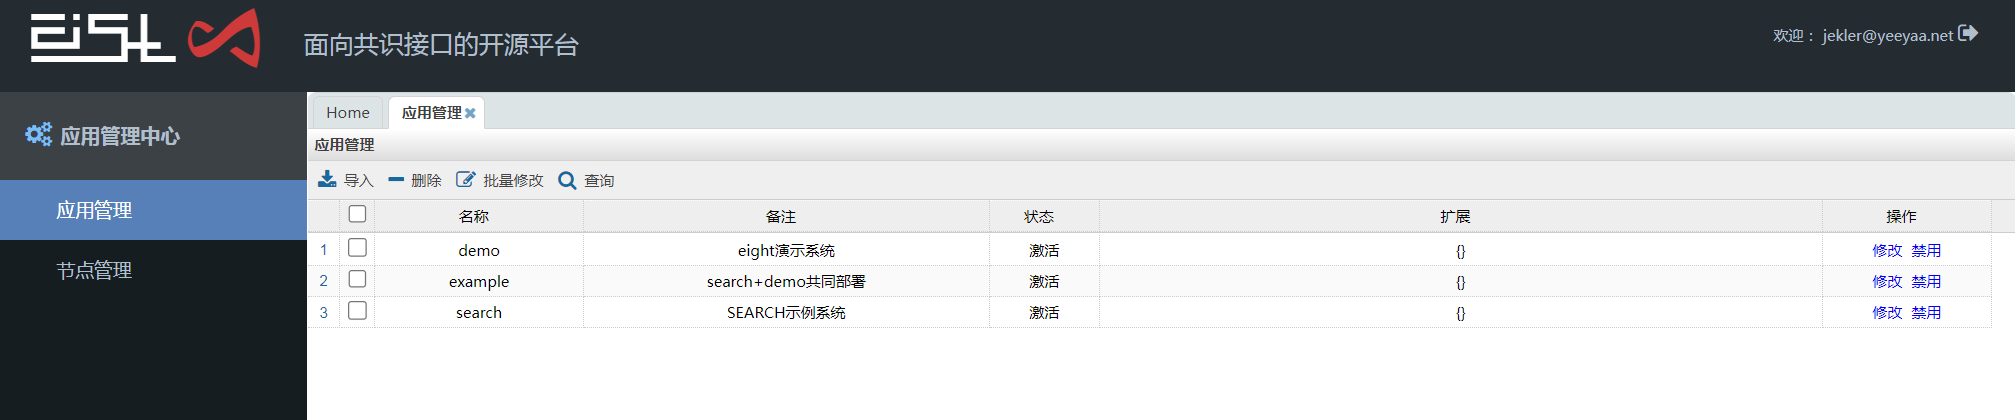 面向共识接口的开源平台
欢迎： jekler@yeeyaa.net
应用管理中心
应用管理
节点管理
Home 应用管理
应用管理
导入 删除 批量修改 查询
名称 备注 状态 扩展 操作
1 demo eight演示系统 激活 {} 修改 禁用
2 example search+demo共同部署 激活 {} 修改 禁用
3 search SEARCH示例系统 激活 {} 修改 禁用